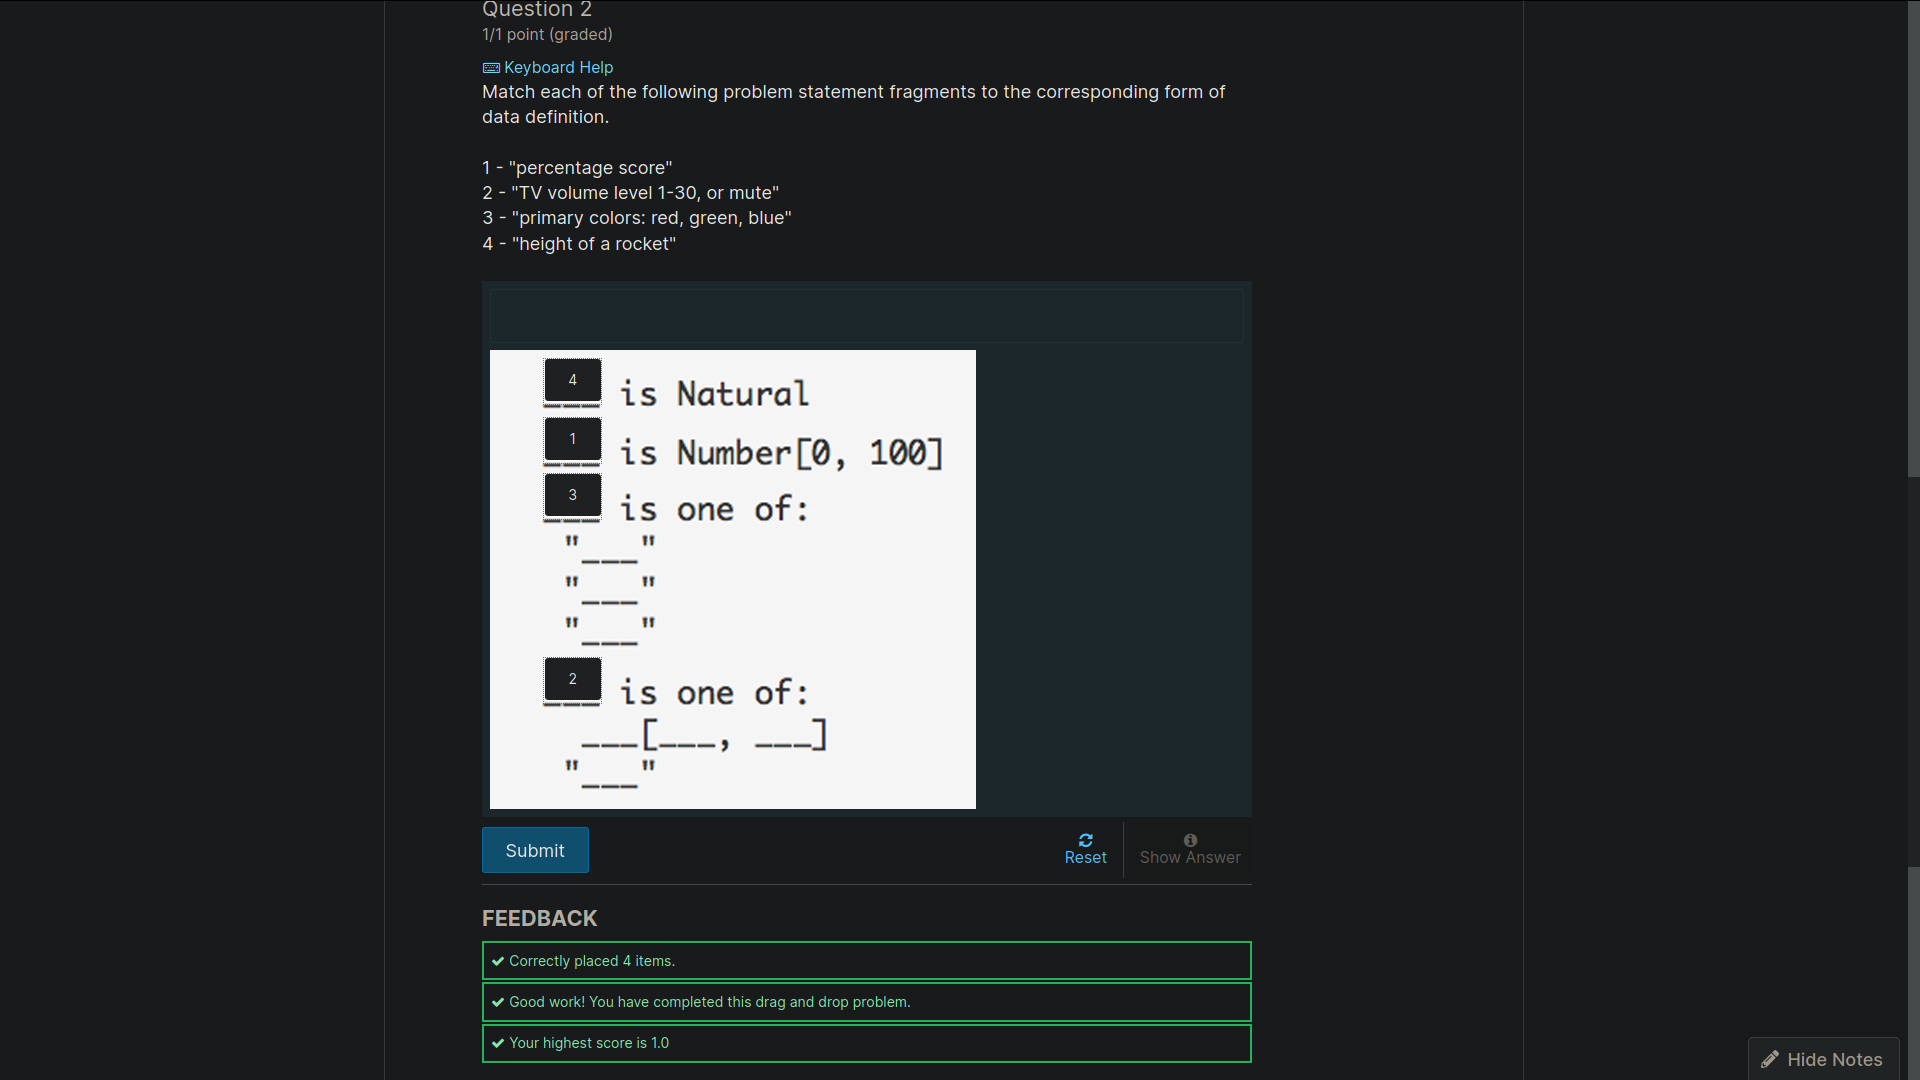 Question 2
1/1 point (graded)
Keyboard Help
Match each of the following problem statement fragments to the corresponding form of
data definition.
1 - "percentage score"
2 - "TV volume level 1-30, or mute"
3 - "primary colors: red, green, blue"
4 - "height of a rocket"
4 is Natural
1 is Number[0, 100]
3 is one of:
"___"
"___"
"___"
2 is one of:
___[___, ___]
"___"
Submit
Reset
Show Answer
FEEDBACK
Correctly placed 4 items.
Good work! You have completed this drag and drop problem.
Your highest score is 1.0
Hide Notes